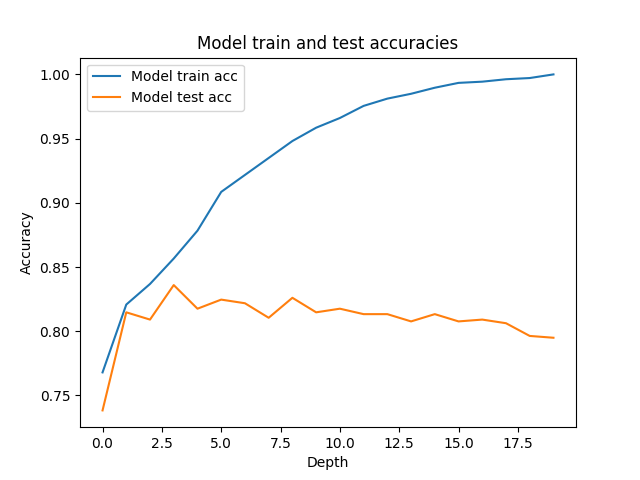 Model train and test accuracies
Model train acc
Model test acc
1.00
0.95
0.90
0.85
0.80
0.75
Accuracy
0.0 2.5 5.0 7.5 10.0 12.5 15.0 17.5
Depth